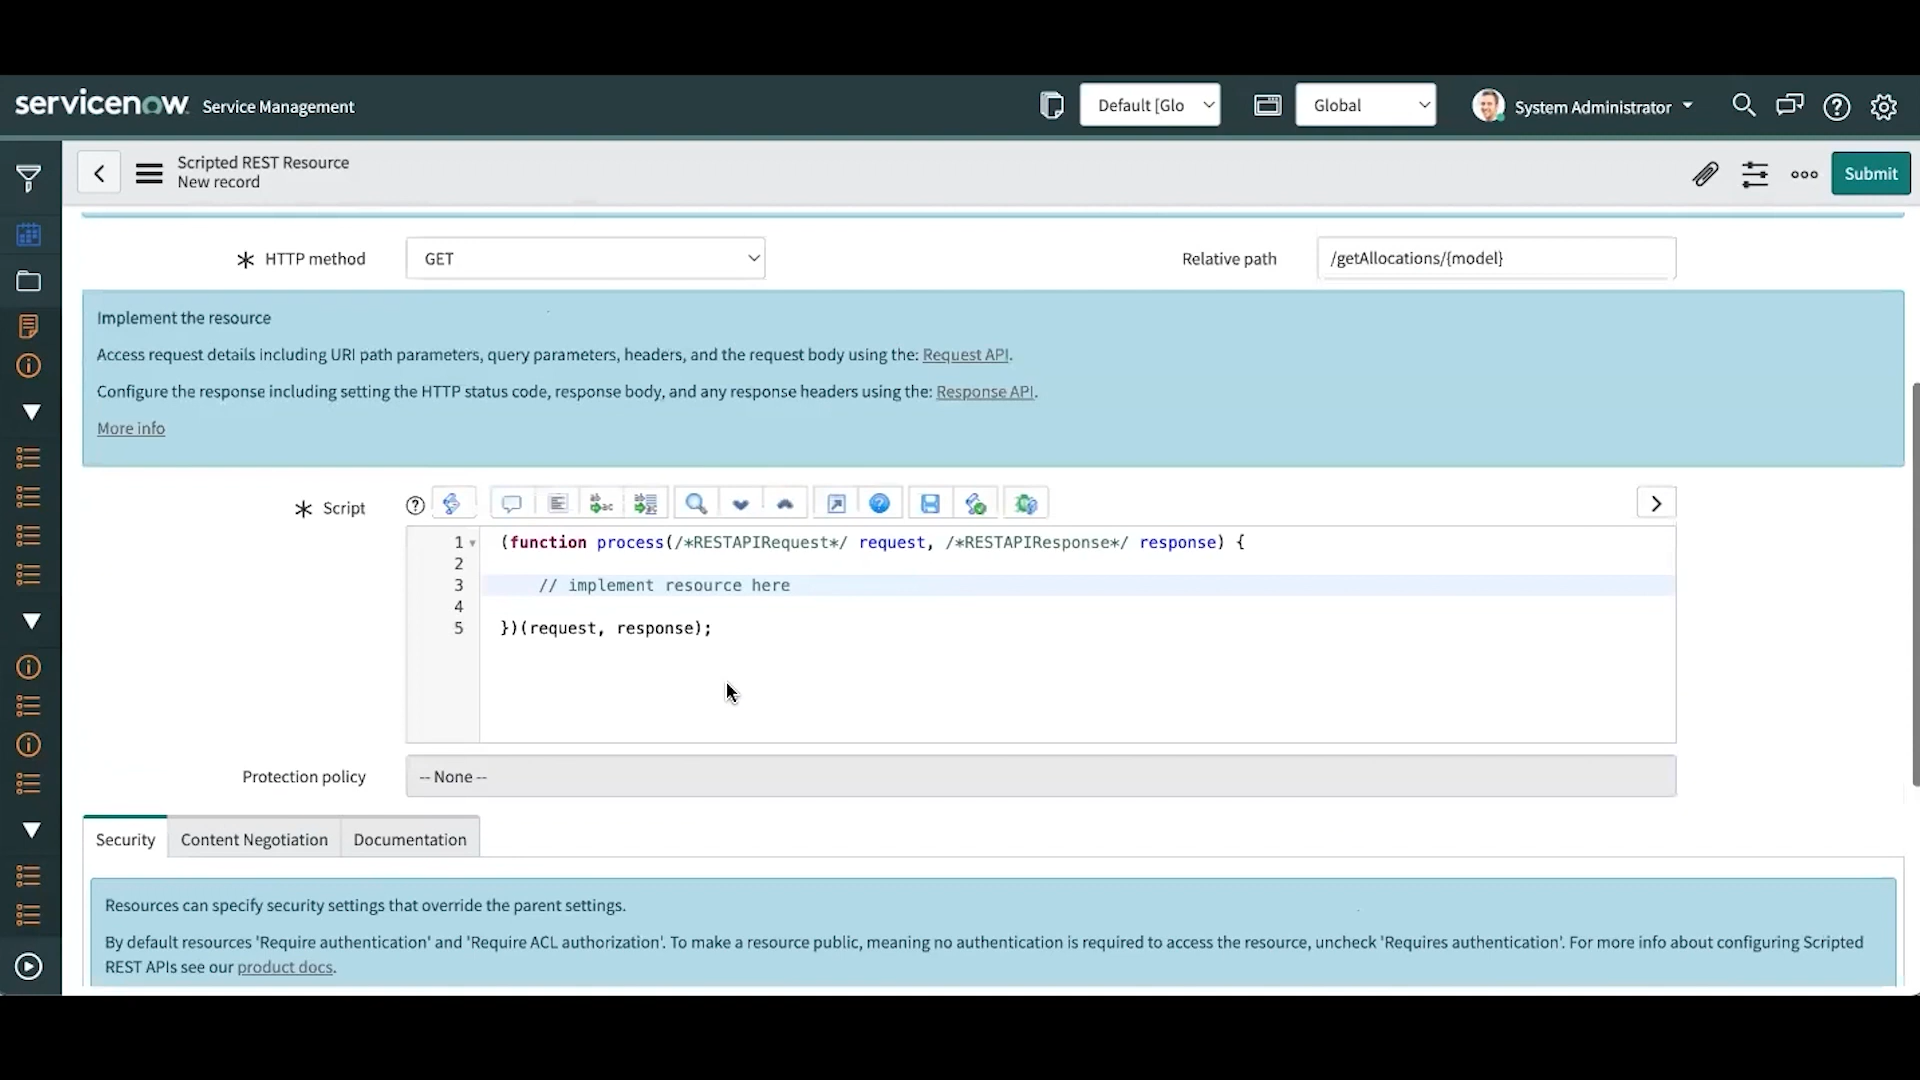 servicenow Service Management
Default [Glo
Global
System Administrator
Scripted REST Resource
New record
Submit
HTTP method
GET
Relative path
/getAllocations/{model}
Implement the resource
Access request details including URI path parameters, query parameters, headers, and the request body using the: Request API.
Configure the response including setting the HTTP status code, response body, and any response headers using the: Response API.
More info
Script
1 (function process(/*RESTAPIRequest*/ request, /*RESTAPIResponse*/ response) {
2
3 // implement resource here
4
5 })(request, response);
Protection policy
-- None --
Security
Content Negotiation
Documentation
Resources can specify security settings that override the parent settings.
By default resources 'Require authentication' and 'Require ACL authorization'. To make a resource public, meaning no authentication is required to access the resource, uncheck 'Requires authentication'. For more info about configuring Scripted
REST APIs see our product docs.